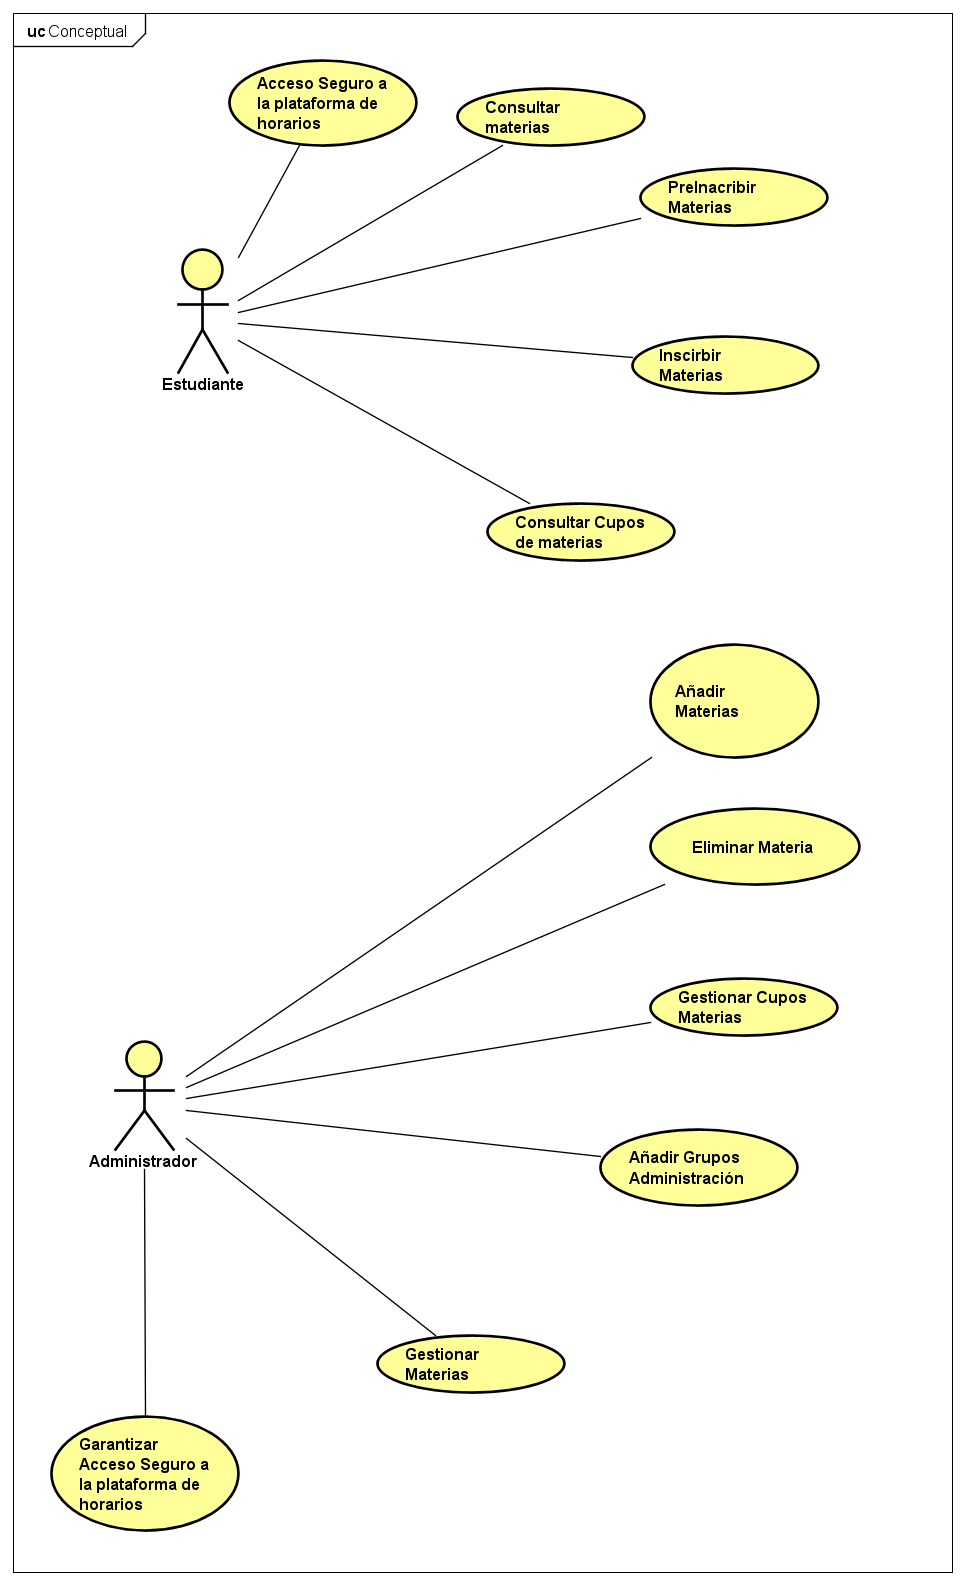 uc Conceptual
Acceso Seguro a
la plataforma de
horarios
Consultar
materias
PreInacribir
Materias
Estudiante
Inscirbir
Materias
Consultar Cupos
de materias
Añadir
Materias
Eliminar Materia
Gestionar Cupos
Materias
Administrador
Añadir Grupos
Administración
Gestionar
Materias
Garantizar
Acceso Seguro a
la plataforma de
horarios